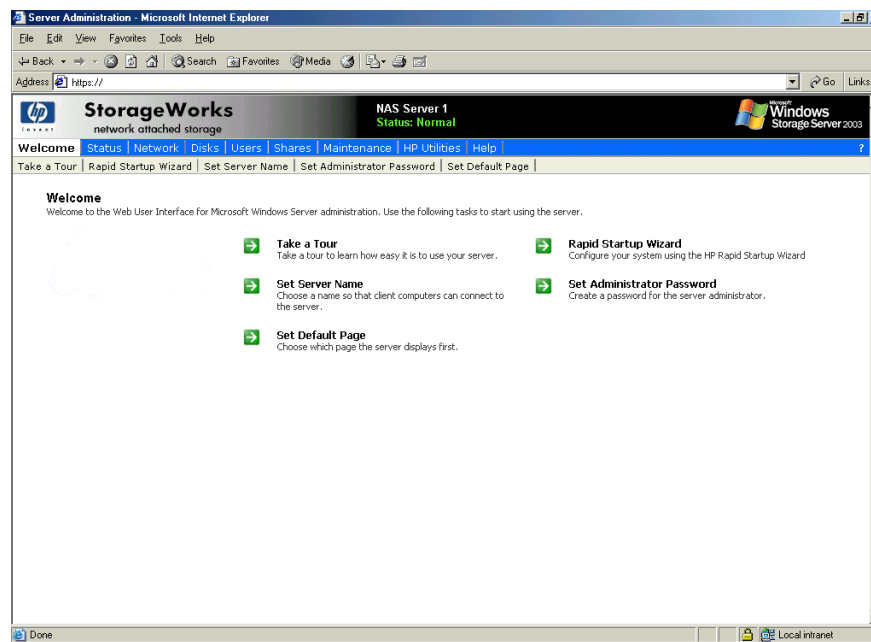 Server Administration - Microsoft Internet Explorer
File Edit View Favorites Tools Help
Back Search Favorites Media
Address https:// Go Links
hp StorageWorks NAS Server 1 Microsoft Windows
invent network attached storage Status: Normal Storage Server 2003
Welcome Status | Network | Disks | Users | Shares | Maintenance | HP Utilities | Help | ?
Take a Tour | Rapid Startup Wizard | Set Server Name | Set Administrator Password | Set Default Page |
Welcome
Welcome to the Web User Interface for Microsoft Windows Server administration. Use the following tasks to start using the server.
Take a Tour
Take a tour to learn how easy it is to use your server.
Rapid Startup Wizard
Configure your system using the HP Rapid Startup Wizard
Set Server Name
Choose a name so that client computers can connect to
the server.
Set Administrator Password
Create a password for the server administrator.
Set Default Page
Choose which page the server displays first.
Done Local intranet